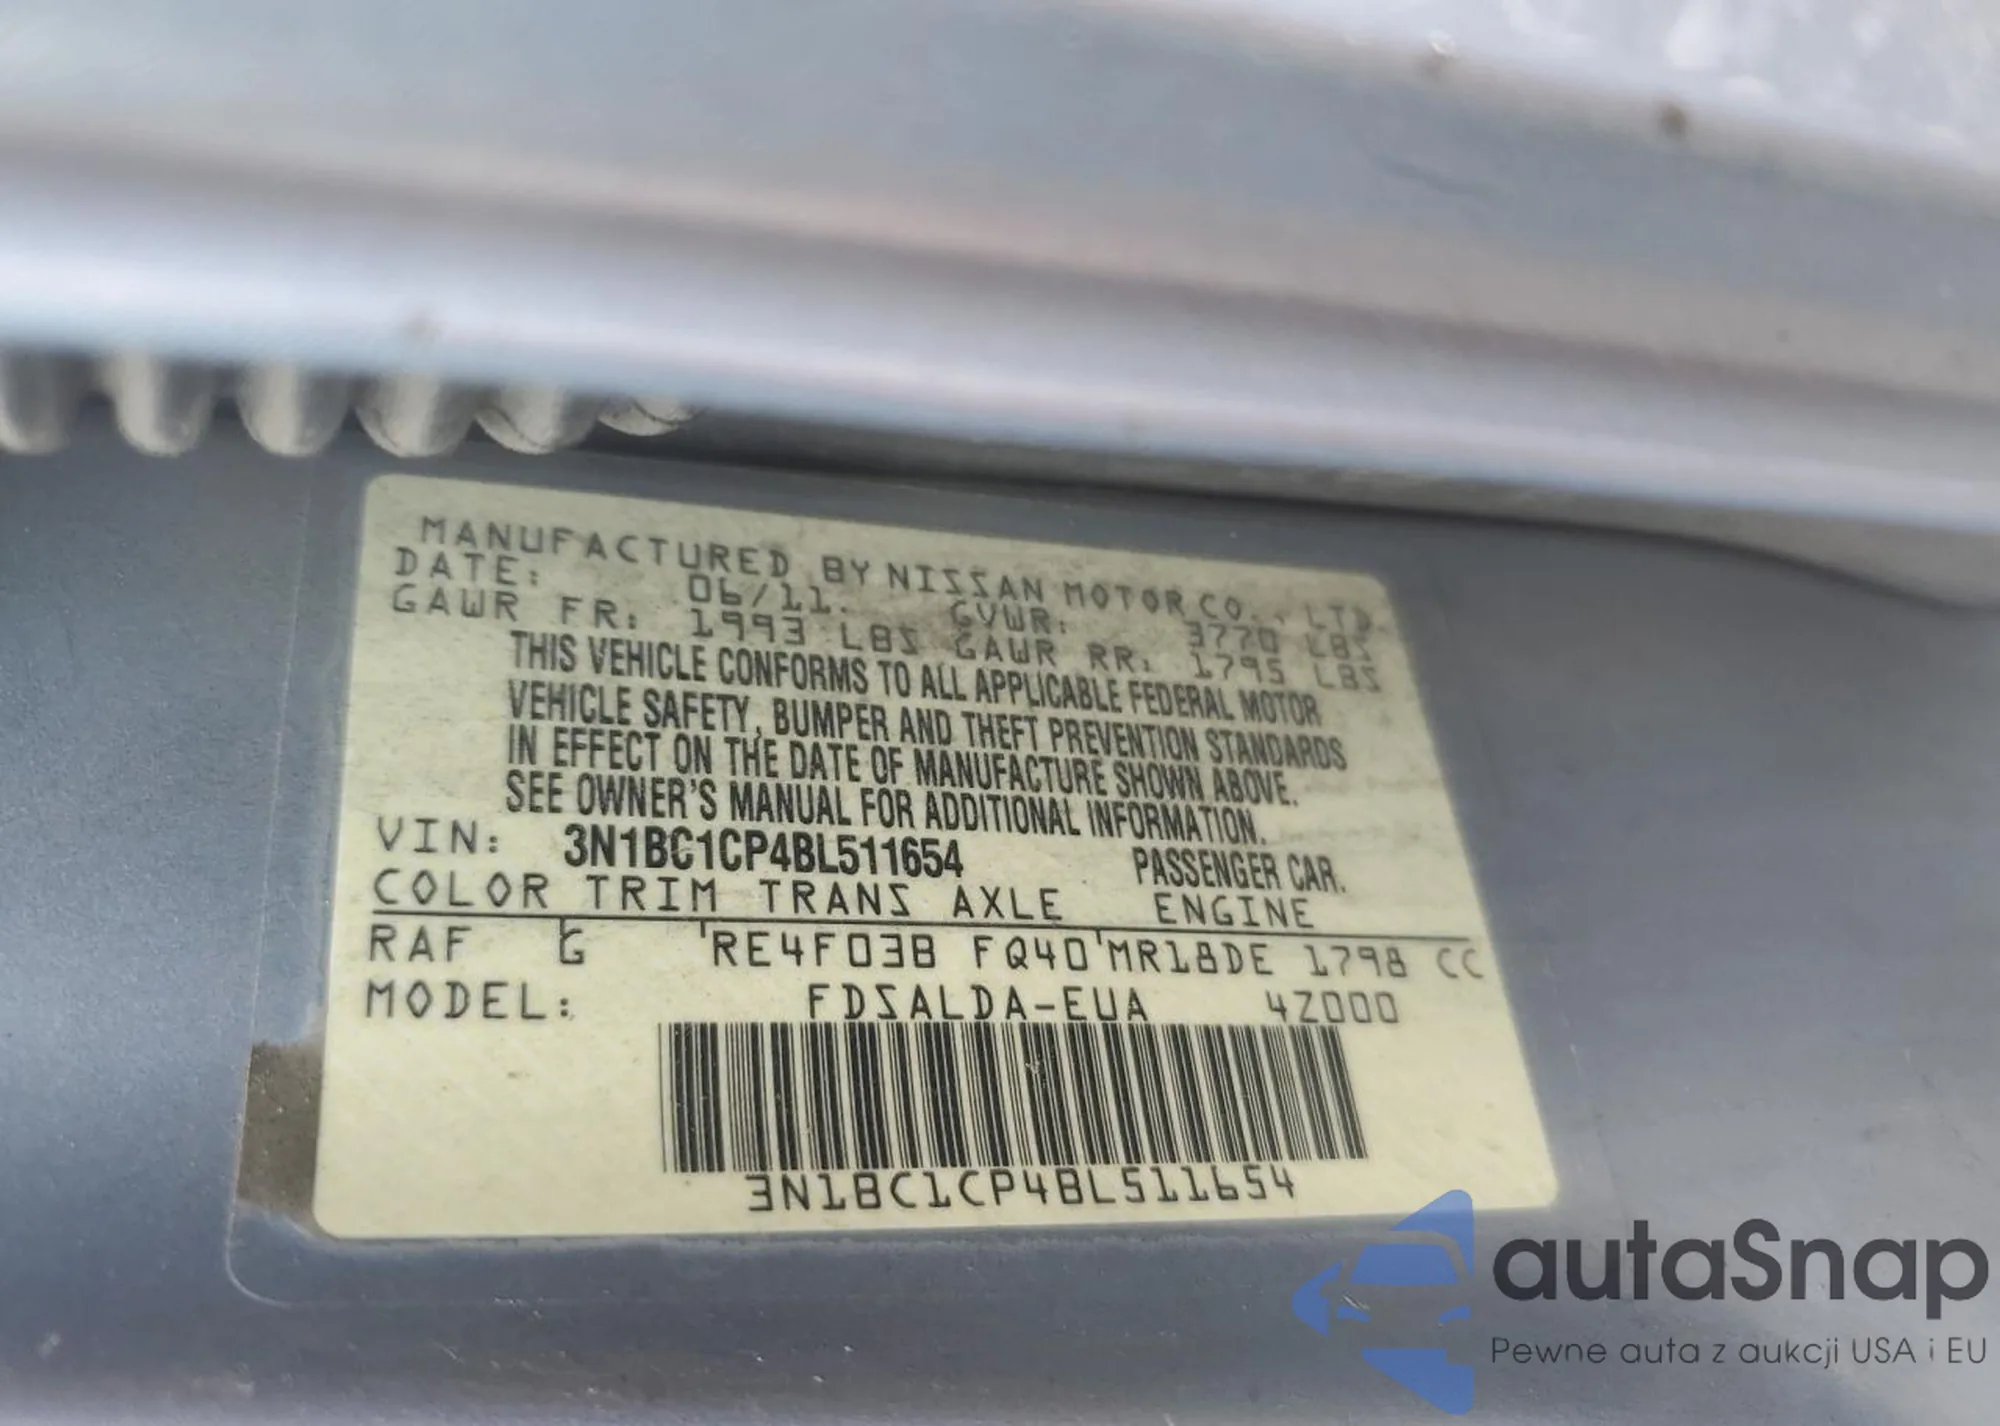 MANUFACTURED BY NISSAN MOTOR CO., LTD.
DATE: 06/11. GVWR: 3770 LBS
GAWR FR: 1993 LBS GAWR RR: 1795 LBS
THIS VEHICLE CONFORMS TO ALL APPLICABLE FEDERAL MOTOR
VEHICLE SAFETY, BUMPER AND THEFT PREVENTION STANDARDS
IN EFFECT ON THE DATE OF MANUFACTURE SHOWN ABOVE.
SEE OWNER'S MANUAL FOR ADDITIONAL INFORMATION.
VIN: 3N1BC1CP4BL511654 PASSENGER CAR.
COLOR TRIM TRANS AXLE ENGINE
RAF G RE4F03B FQ40 MR18DE 1798 CC
MODEL: FDSALDA-EUA 4Z000
3N1BC1CP4BL511654
autaSnap
Pewne auta z aukcji USA i EU